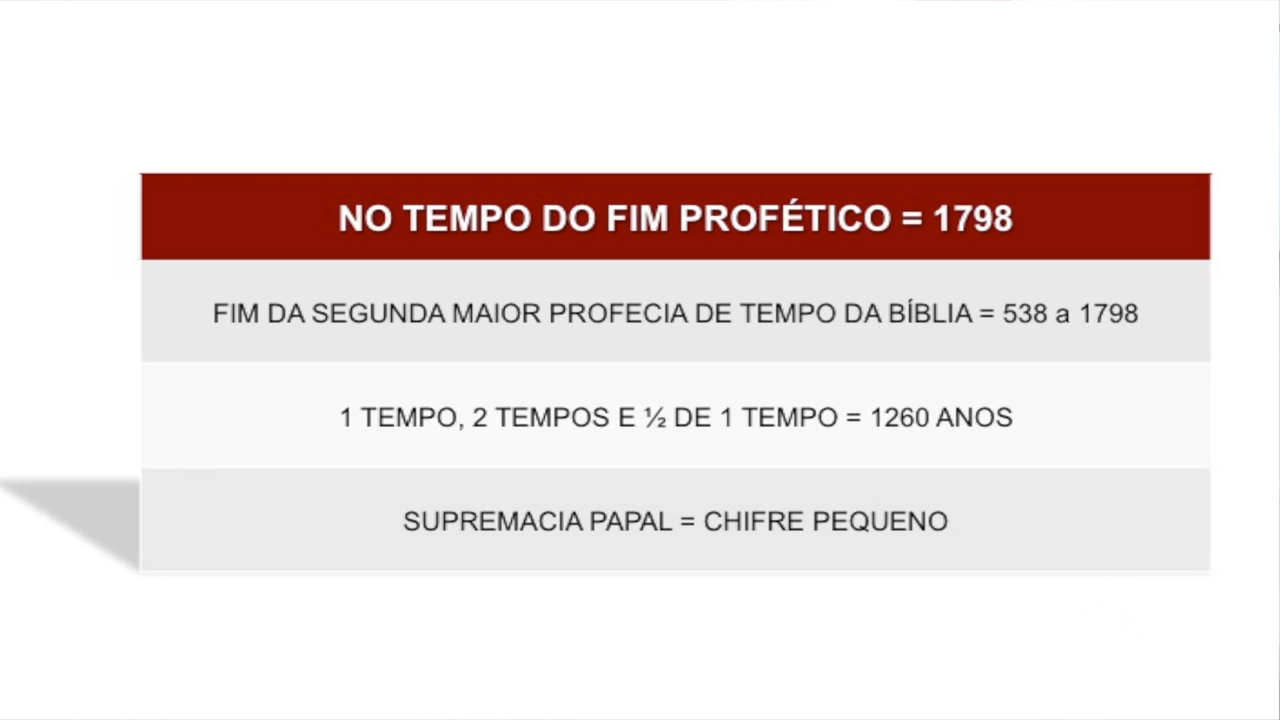 NO TEMPO DO FIM PROFÉTICO = 1798
FIM DA SEGUNDA MAIOR PROFECIA DE TEMPO DA BÍBLIA = 538 a 1798
1 TEMPO, 2 TEMPOS E ½ DE 1 TEMPO = 1260 ANOS
SUPREMACIA PAPAL = CHIFRE PEQUENO